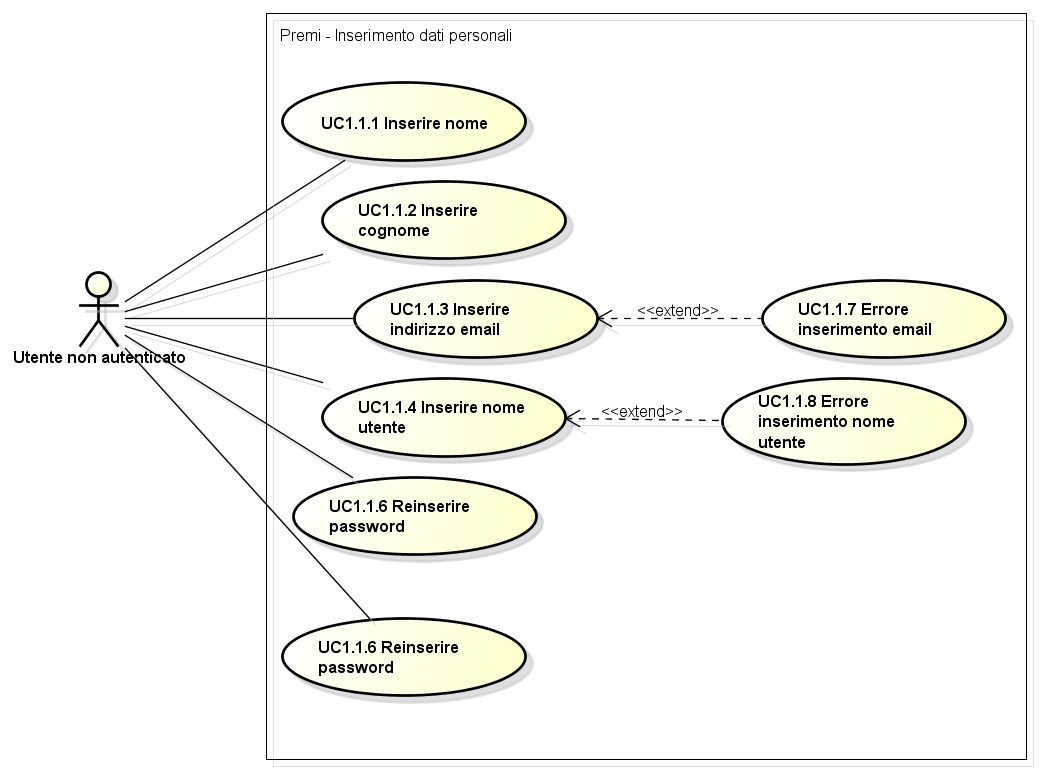 Premi - Inserimento dati personali
UC1.1.1 Inserire nome
UC1.1.2 Inserire
cognome
UC1.1.3 Inserire
indirizzo email
<<extend>>
UC1.1.7 Errore
inserimento email
Utente non autenticato
UC1.1.4 Inserire nome
utente
<<extend>>
UC1.1.8 Errore
inserimento nome
utente
UC1.1.6 Reinserire
password
UC1.1.6 Reinserire
password